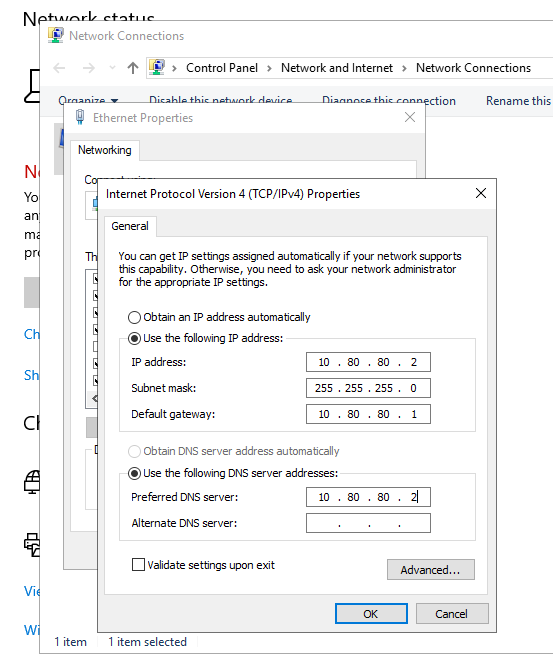 Network status
Network Connections
Control Panel > Network and Internet > Network Connections
Organize Disable this network device Diagnose this connection Rename this
Ethernet Properties
Networking
Internet Protocol Version 4 (TCP/IPv4) Properties
General
You can get IP settings assigned automatically if your network supports
this capability. Otherwise, you need to ask your network administrator
for the appropriate IP settings.
Obtain an IP address automatically
Use the following IP address:
IP address: 10 . 80 . 80 . 2
Subnet mask: 255 . 255 . 255 . 0
Default gateway: 10 . 80 . 80 . 1
Obtain DNS server address automatically
Use the following DNS server addresses:
Preferred DNS server: 10 . 80 . 80 . 2
Alternate DNS server: . . .
Validate settings upon exit
Advanced...
OK Cancel
1 item 1 item selected